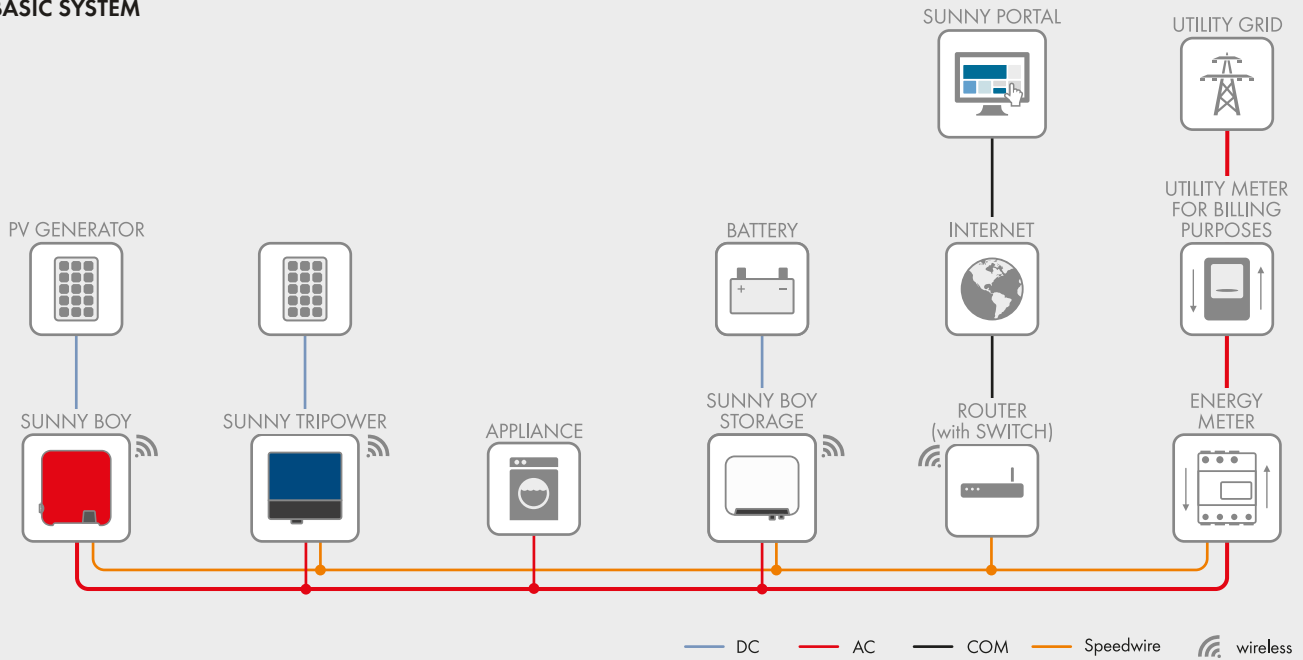 BASIC SYSTEM
SUNNY PORTAL
UTILITY GRID
UTILITY METER
FOR BILLING
PURPOSES
PV GENERATOR
BATTERY
INTERNET
SUNNY BOY
SUNNY TRIPOWER
APPLIANCE
SUNNY BOY
STORAGE
ROUTER
(with SWITCH)
ENERGY
METER
DC
AC
COM
Speedwire
wireless